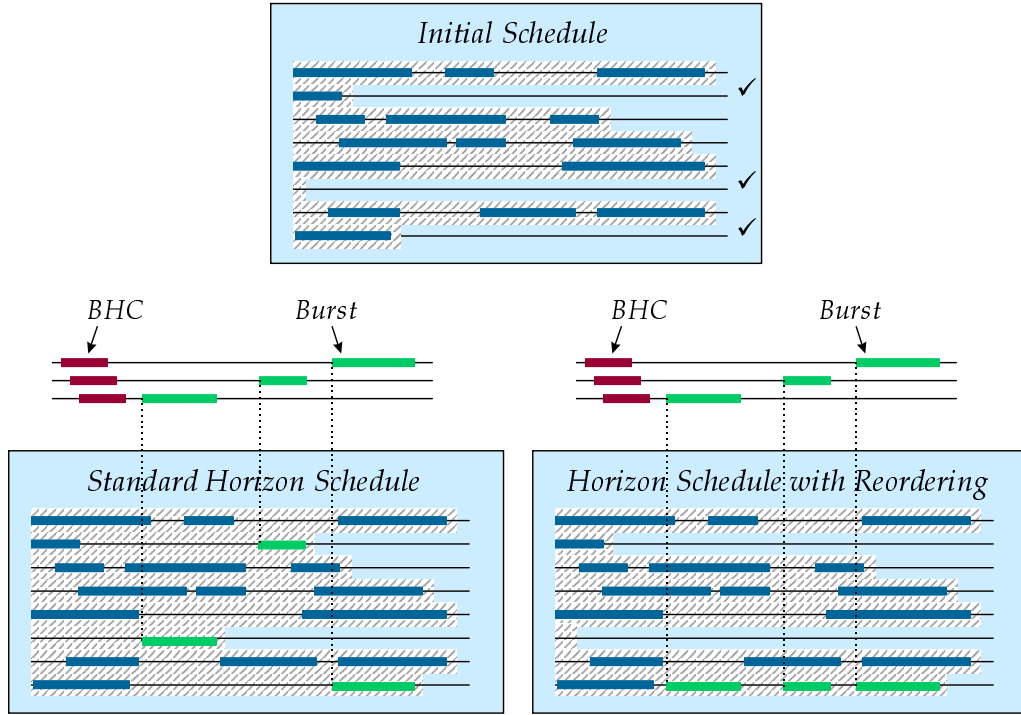 Initial Schedule
BHC
Burst
BHC
Burst
Standard Horizon Schedule
Horizon Schedule with Reordering